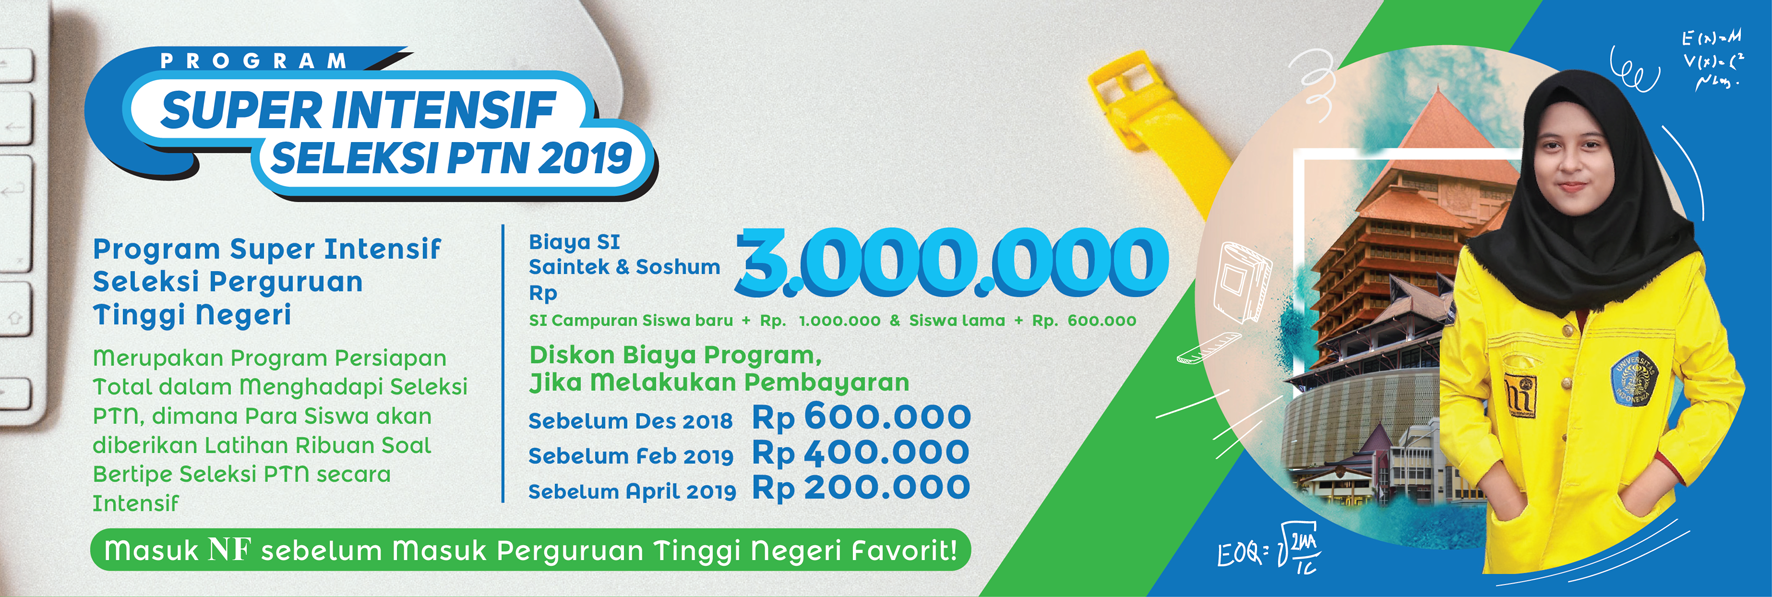 PROGRAM
SUPER INTENSIF
SELEKSI PTN 2019
Program Super Intensif
Seleksi Perguruan
Tinggi Negeri
Merupakan Program Persiapan
Total dalam Menghadapi Seleksi
PTN, dimana Para Siswa akan
diberikan Latihan Ribuan Soal
Bertipe Seleksi PTN secara
Intensif
Biaya SI
Saintek & Soshum
Rp 3.000.000
SI Campuran Siswa baru + Rp. 1.000.000 & Siswa lama + Rp. 600.000
Diskon Biaya Program,
Jika Melakukan Pembayaran
Sebelum Des 2018 Rp 600.000
Sebelum Feb 2019 Rp 400.000
Sebelum April 2019 Rp 200.000
Masuk NF sebelum Masuk Perguruan Tinggi Negeri Favorit!
E(x)=M
V(x)=
UNIVERSITAS
INDONESIA
EOQ=